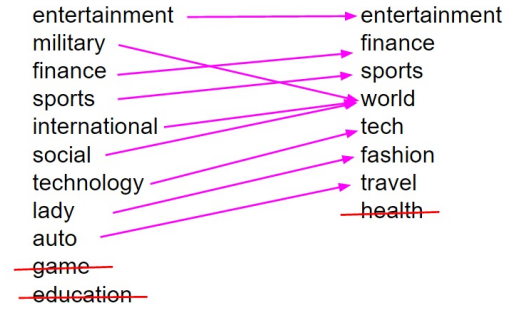 entertainment entertainment
military finance
finance sports
sports world
international tech
social fashion
technology travel
lady health
auto
game
education